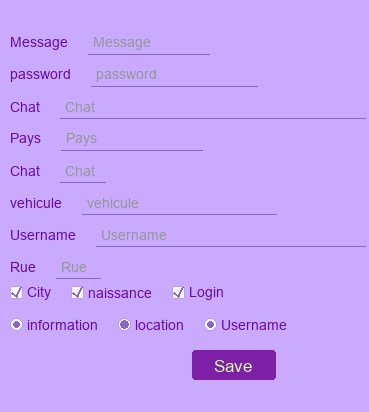 Message Message
password password
Chat Chat
Pays Pays
Chat Chat
vehicule vehicule
Username Username
Rue Rue
City naissance Login
information location Username
Save